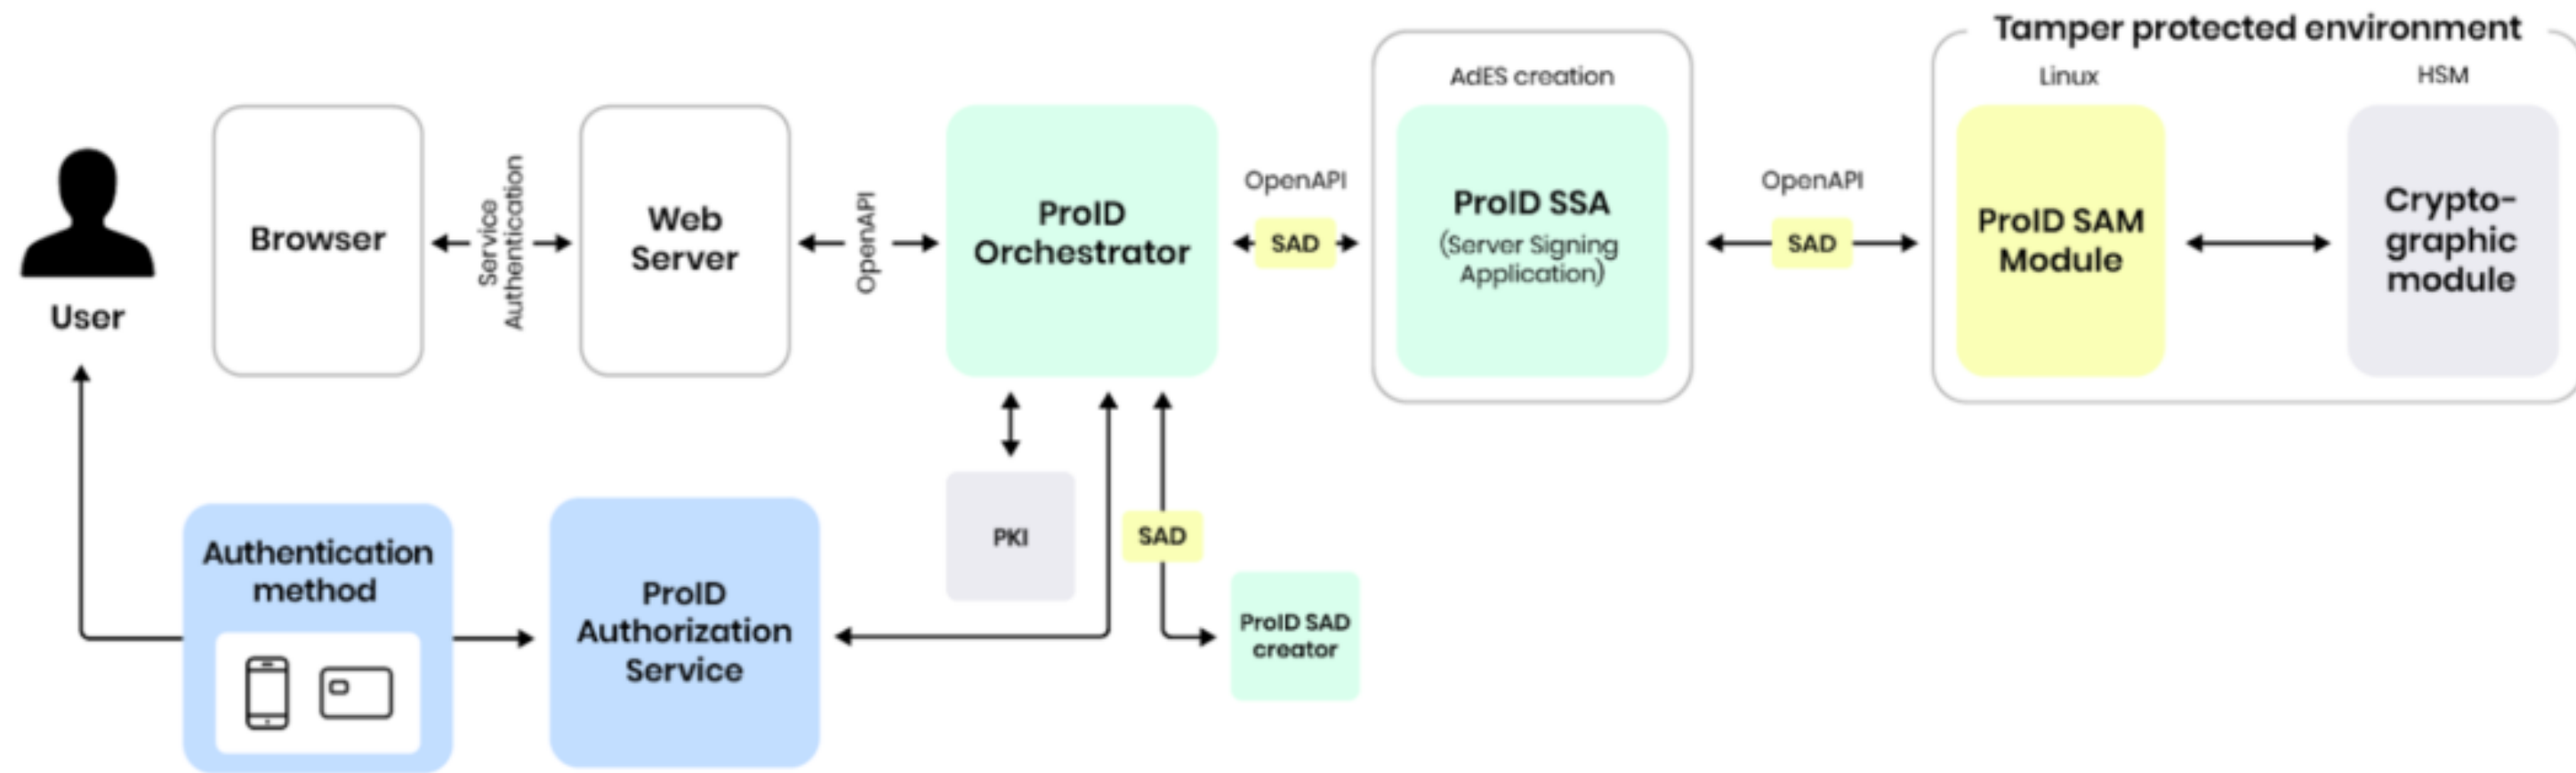 Tamper protected environment
AdES creation
Linux
HSM
User
Browser
Service
Authentication
Web
Server
OpenAPI
ProID
Orchestrator
OpenAPI
SAD
ProID SSA
(Server Signing
Application)
OpenAPI
SAD
ProID SAM
Module
Crypto-
graphic
module
Authentication
method
ProID
Authorization
Service
PKI
SAD
ProID SAD
creator